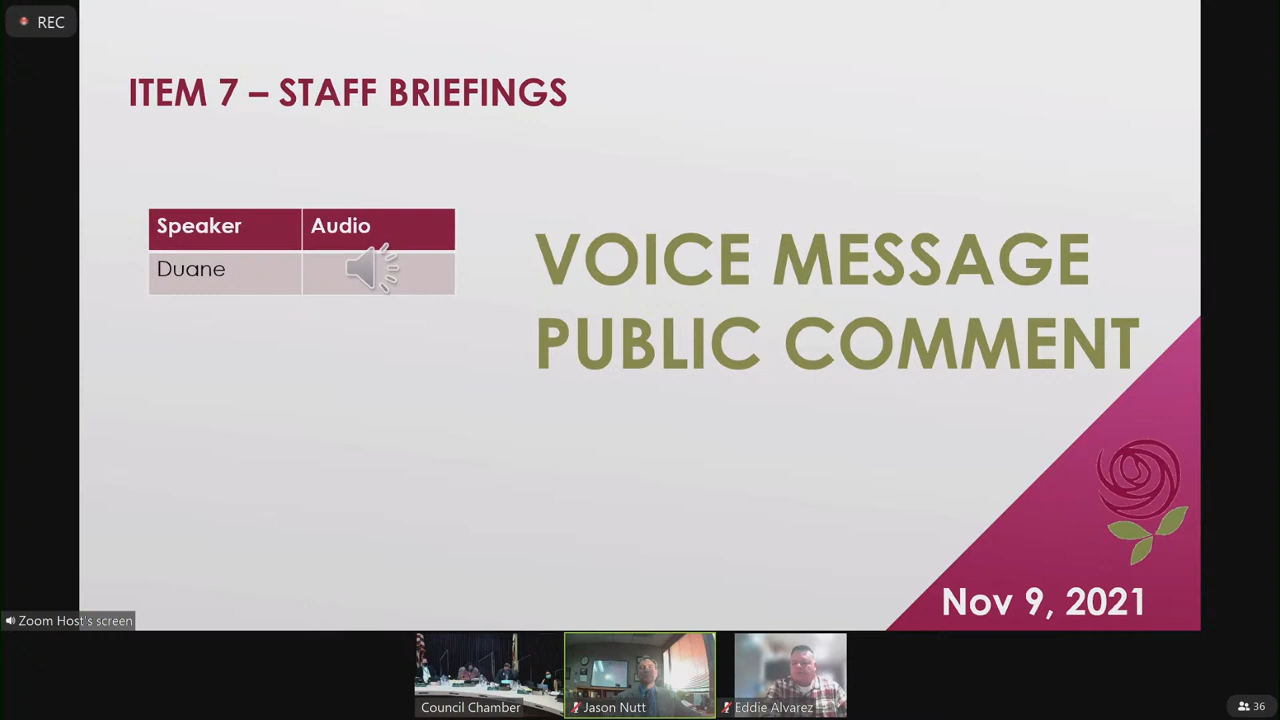 REC
ITEM 7 – STAFF BRIEFINGS
Speaker Audio
Duane
VOICE MESSAGE
PUBLIC COMMENT
Nov 9, 2021
Zoom Host's screen
Council Chamber
Jason Nutt
Eddie Alvarez
36